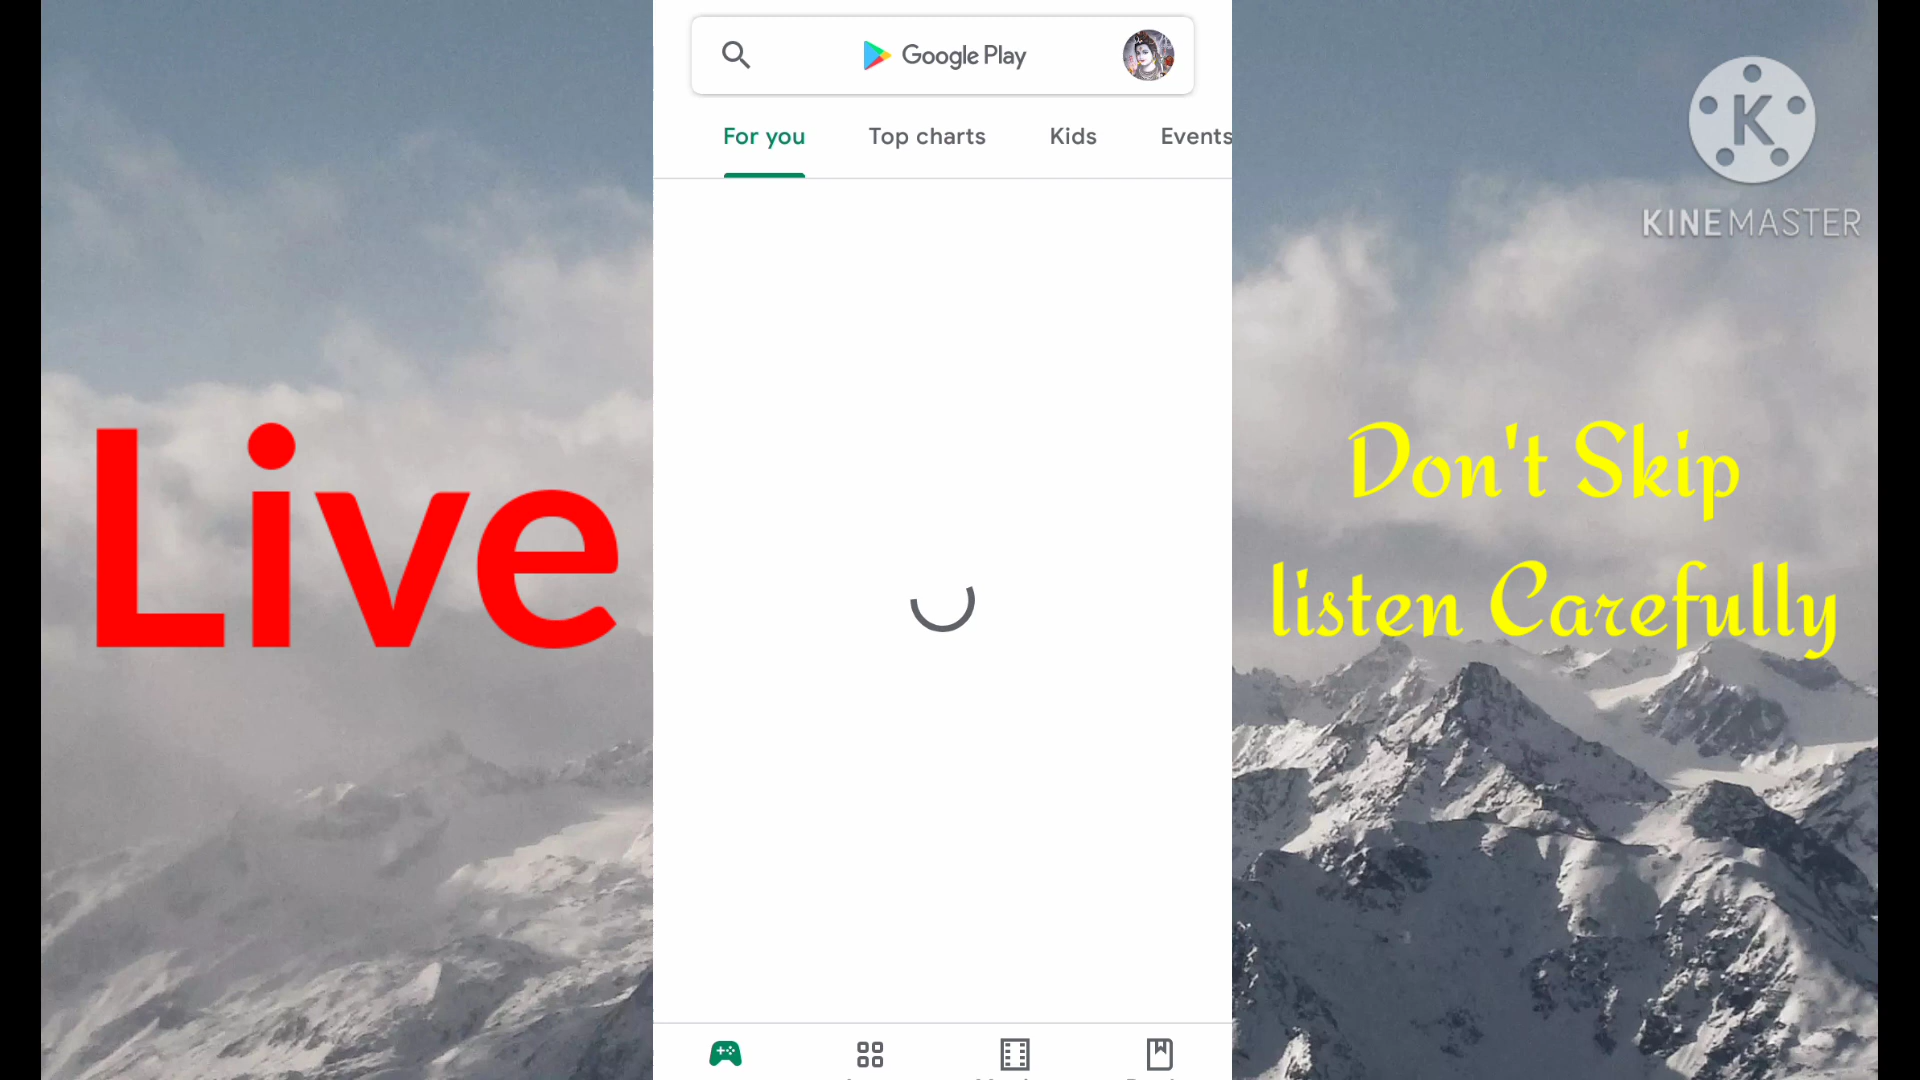 Google Play
For you Top charts Kids Events
K
KINEMASTER
Live
Don't Skip
listen Carefully